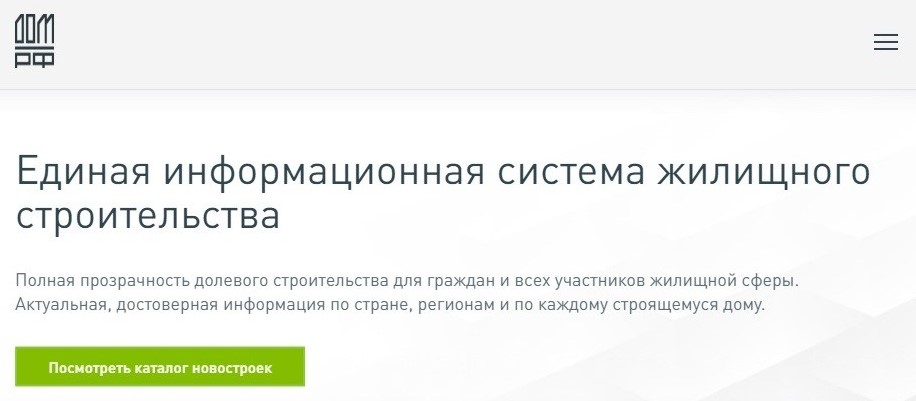 ДОМ
РФ
Единая информационная система жилищного
строительства
Полная прозрачность долевого строительства для граждан и всех участников жилищной сферы.
Актуальная, достоверная информация по стране, регионам и по каждому строящемуся дому.
Посмотреть каталог новостроек